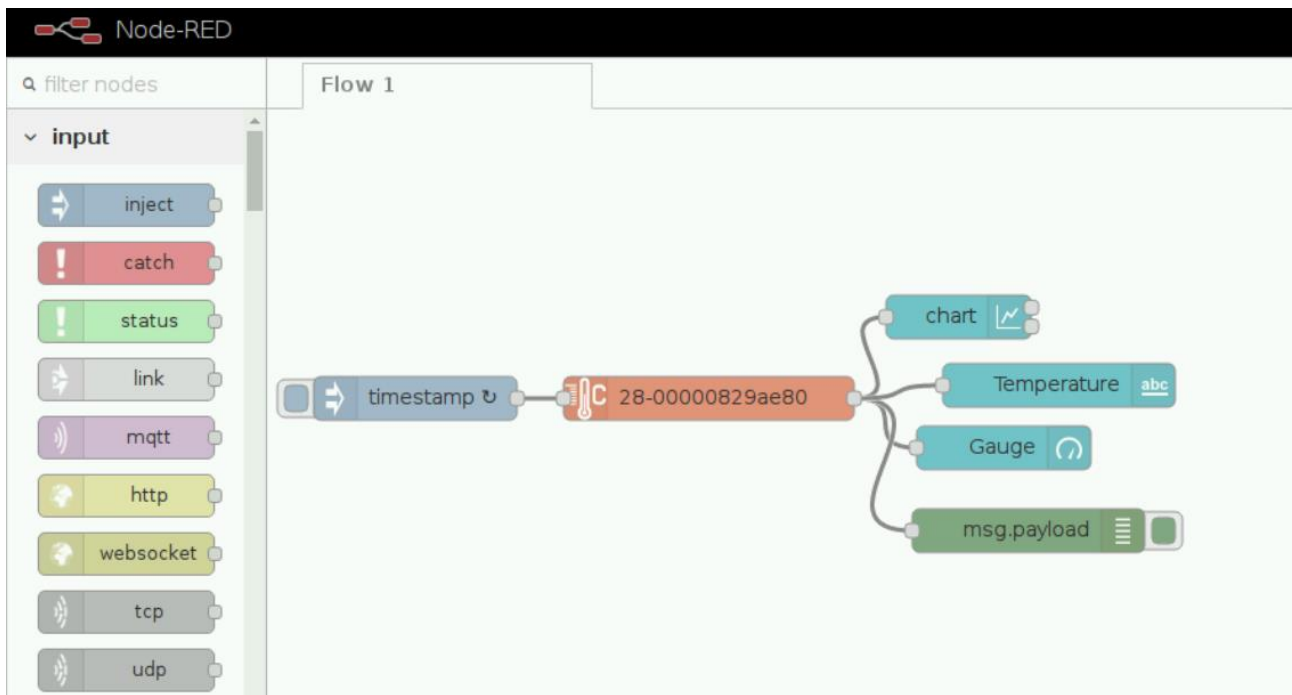 Node-RED
filter nodes
Flow 1
input
inject
catch
status
link
mqtt
http
websocket
tcp
udp
timestamp ↻
C 28-00000829ae80
chart
Temperature abc
Gauge
msg.payload